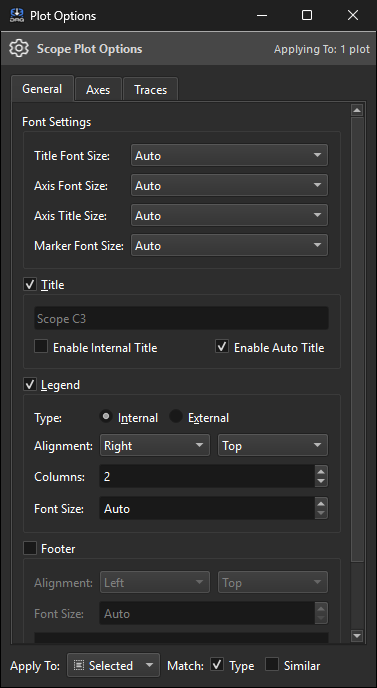 Plot Options
Scope Plot Options Applying To: 1 plot
General Axes Traces
Font Settings
Title Font Size: Auto
Axis Font Size: Auto
Axis Title Size: Auto
Marker Font Size: Auto
Title
Scope C3
Enable Internal Title Enable Auto Title
Legend
Type: Internal External
Alignment: Right Top
Columns: 2
Font Size: Auto
Footer
Alignment: Left Top
Font Size: Auto
Apply To: Selected Match: Type Similar